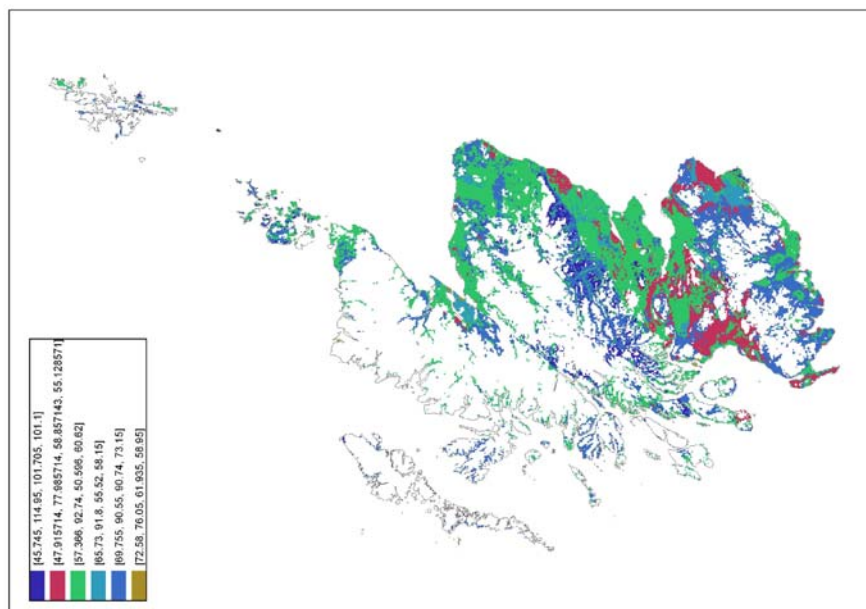 [45.745, 114.95, 101.705, 101.1]
[47.915714, 77.985714, 58.857143, 55.128571]
[57.366, 92.74, 50.596, 60.62]
[65.73, 91.8, 55.52, 58.15]
[69.755, 90.55, 90.74, 73.15]
[72.58, 76.05, 61.935, 58.95]